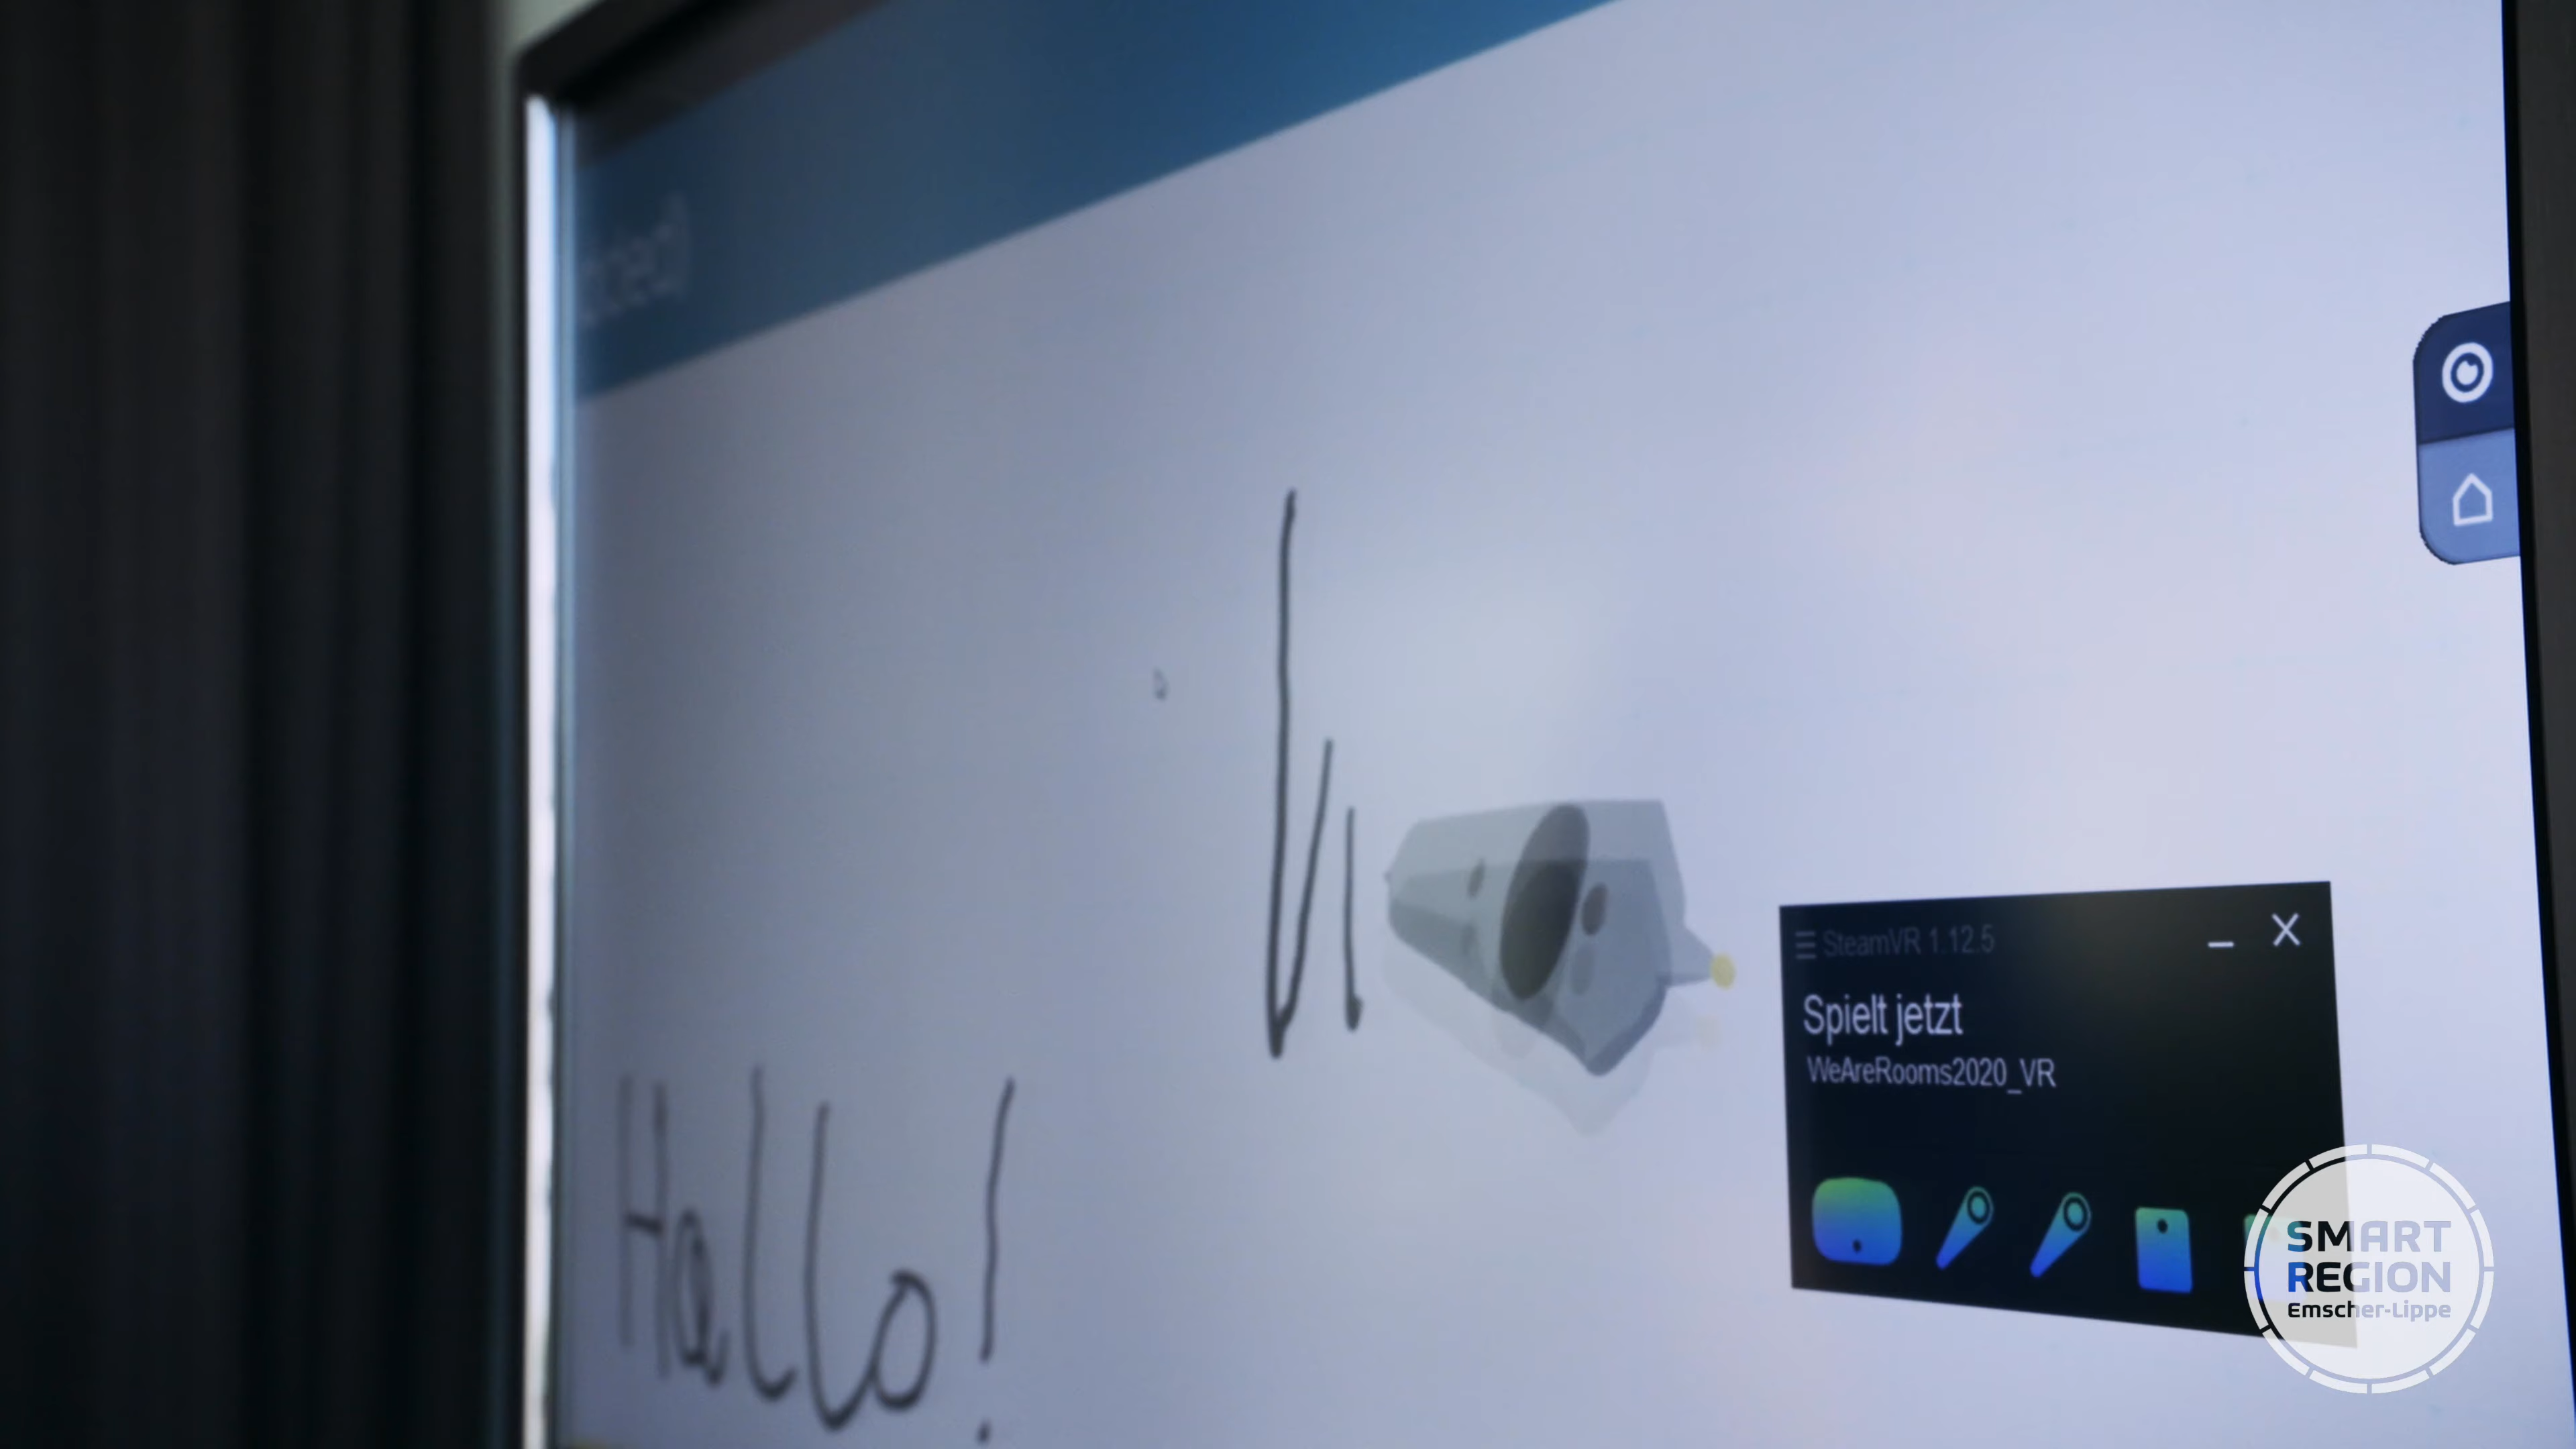 Hallo!
SteamVR 1.12.5
Spielt jetzt
WeAreRooms2020_VR
SMART
REGION
Emscher-Lippe